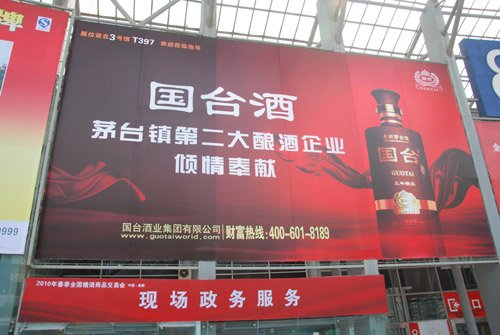 展位设在3号馆 T397 欢迎莅临指导
国台酒
茅台镇第二大酿酒企业
倾情奉献
国台酒业集团有限公司
www.guotaiworld.com
财富热线:400-601-8189
国台
GUOTAI
9999
2010年春季全国糖酒商品交易会
现场政务服务